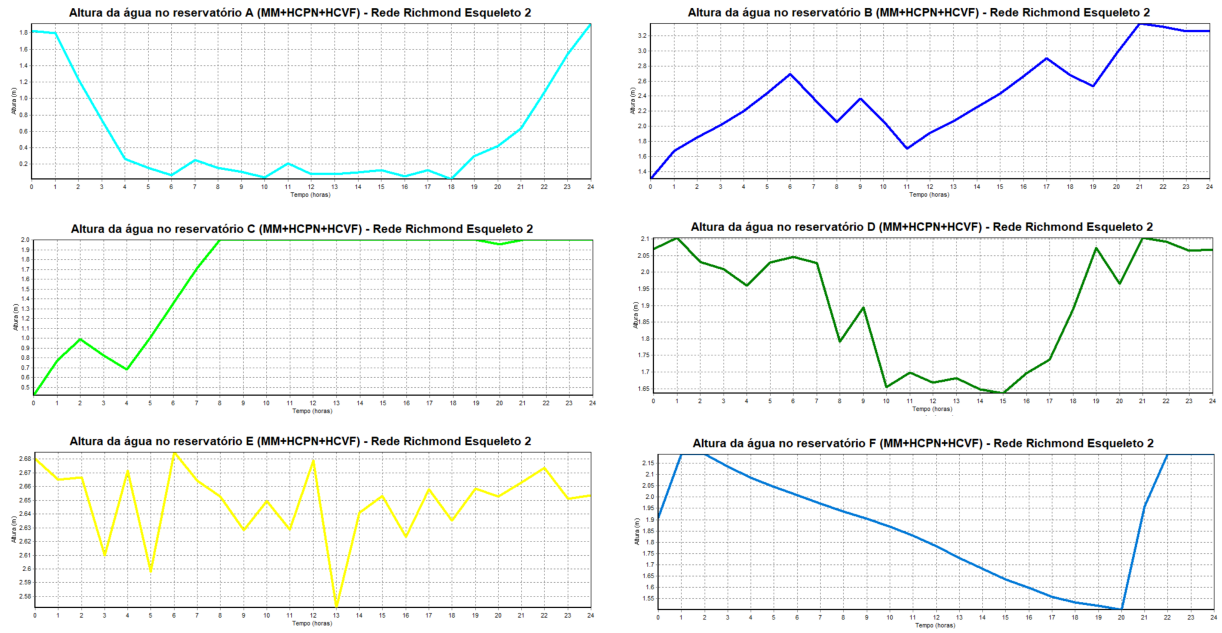 Altura da água no reservatório A (MM+HCPN+HCVF) - Rede Richmond Esqueleto 2
Altura (m)
1.8
1.6
1.4
1.2
1.0
0.8
0.6
0.4
0.2
0 1 2 3 4 5 6 7 8 9 10 11 12 13 14 15 16 17 18 19 20 21 22 23 24
Tempo (horas)
Altura da água no reservatório B (MM+HCPN+HCVF) - Rede Richmond Esqueleto 2
Altura (m)
3.2
3.0
2.8
2.6
2.4
2.2
2.0
1.8
1.6
1.4
0 1 2 3 4 5 6 7 8 9 10 11 12 13 14 15 16 17 18 19 20 21 22 23 24
Tempo (horas)
Altura da água no reservatório C (MM+HCPN+HCVF) - Rede Richmond Esqueleto 2
Altura (m)
2.0
1.9
1.8
1.7
1.6
1.5
1.4
1.3
1.2
1.1
1.0
0.9
0.8
0.7
0.6
0.5
0 1 2 3 4 5 6 7 8 9 10 11 12 13 14 15 16 17 18 19 20 21 22 23 24
Tempo (horas)
Altura da água no reservatório D (MM+HCPN+HCVF) - Rede Richmond Esqueleto 2
Altura (m)
2.1
2.05
2.0
1.95
1.9
1.85
1.8
1.75
1.7
1.65
0 1 2 3 4 5 6 7 8 9 10 11 12 13 14 15 16 17 18 19 20 21 22 23 24
Tempo (horas)
Altura da água no reservatório E (MM+HCPN+HCVF) - Rede Richmond Esqueleto 2
Altura (m)
2.68
2.66
2.65
2.64
2.63
2.61
2.6
2.59
2.58
0 1 2 3 4 5 6 7 8 9 10 11 12 13 14 15 16 17 18 19 20 21 22 23 24
Tempo (horas)
Altura da água no reservatório F (MM+HCPN+HCVF) - Rede Richmond Esqueleto 2
Altura (m)
2.15
2.1
2.05
2.0
1.95
1.9
1.85
1.8
1.75
1.7
1.65
1.6
1.55
0 1 2 3 4 5 6 7 8 9 10 11 12 13 14 15 16 17 18 19 20 21 22 23 24
Tempo (horas)